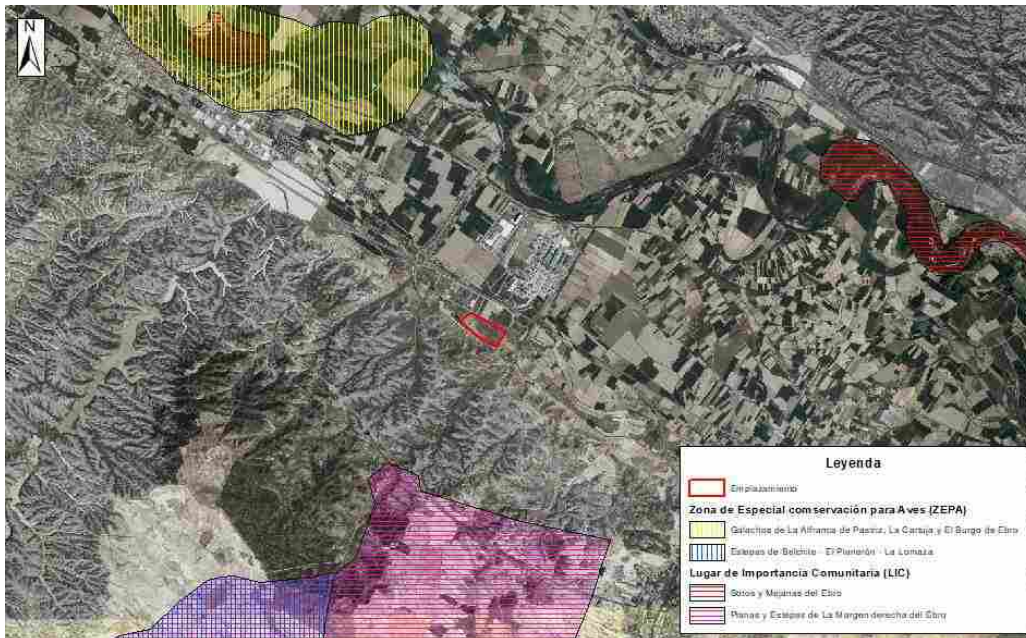 N
Leyenda
Emplazamiento
Zona de Especial comservación para Aves (ZEPA)
Galachos de La Alfranca de Pastriz, La Cartuja y El Burgo de Ebro
Estepas de Belchite - El Planerón - La Lomaza
Lugar de Importancia Comunitaria (LIC)
Sotos y Mejanas del Ebro
Planas y Estepas de La Margen derecha del Ebro